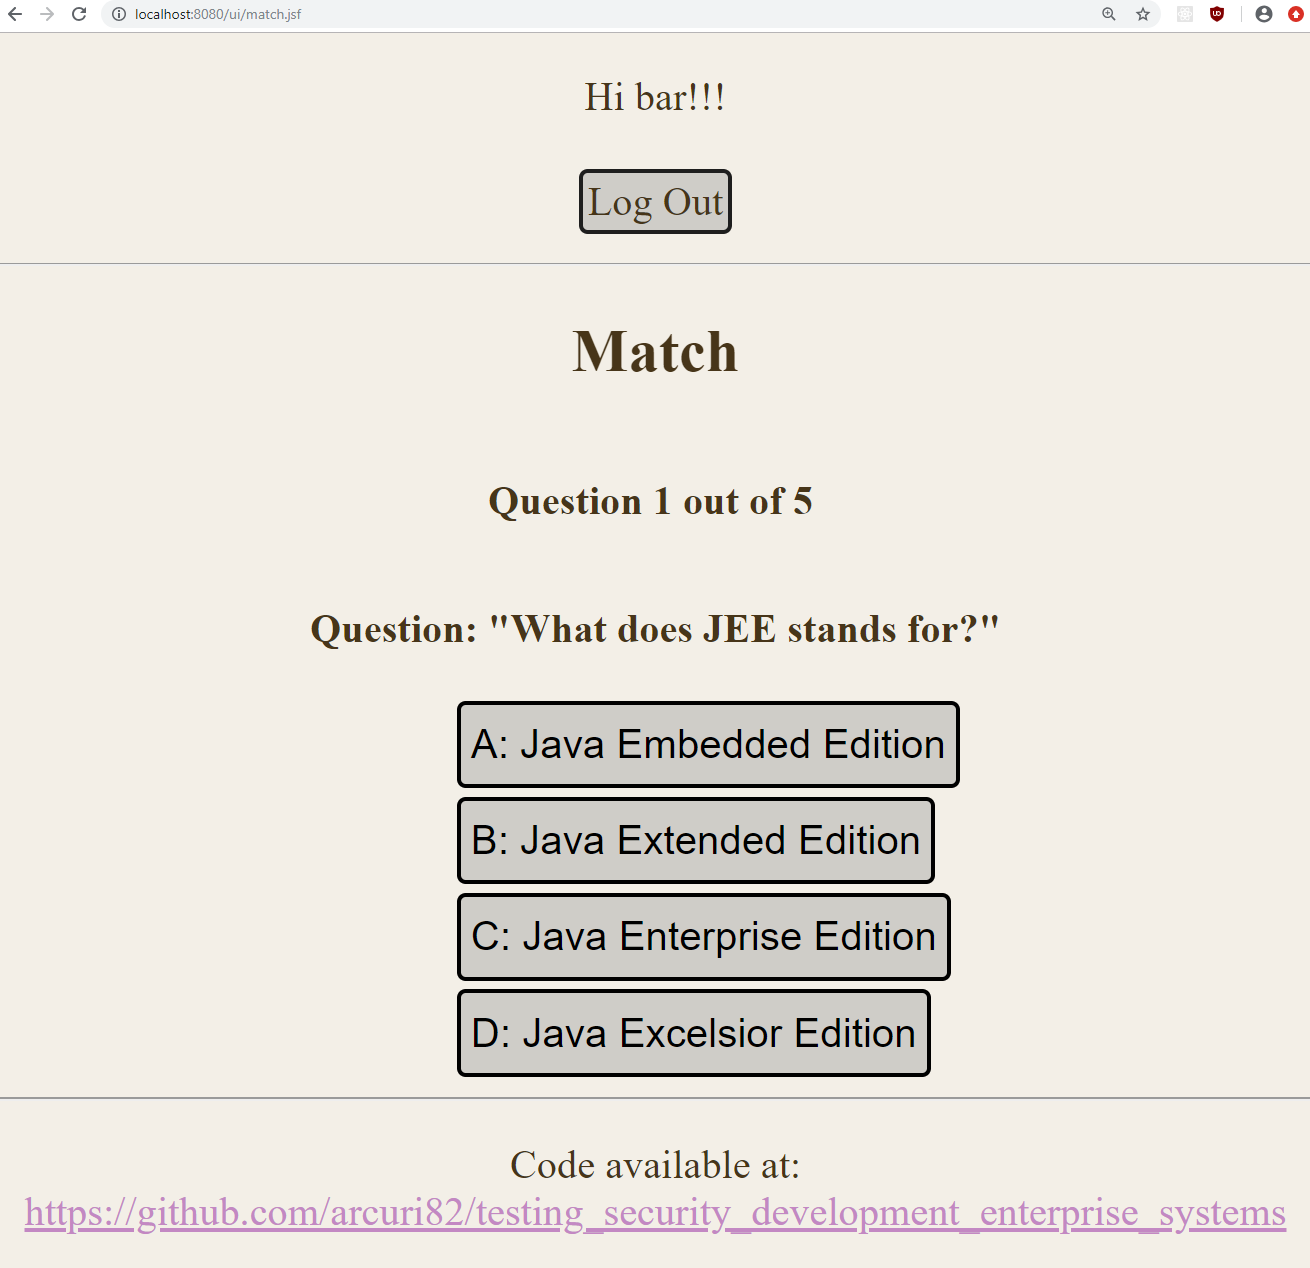 localhost:8080/ui/match.jsf
Hi bar!!!
Log Out
Match
Question 1 out of 5
Question: "What does JEE stands for?"
A: Java Embedded Edition
B: Java Extended Edition
C: Java Enterprise Edition
D: Java Excelsior Edition
Code available at:
https://github.com/arcuri82/testing_security_development_enterprise_systems